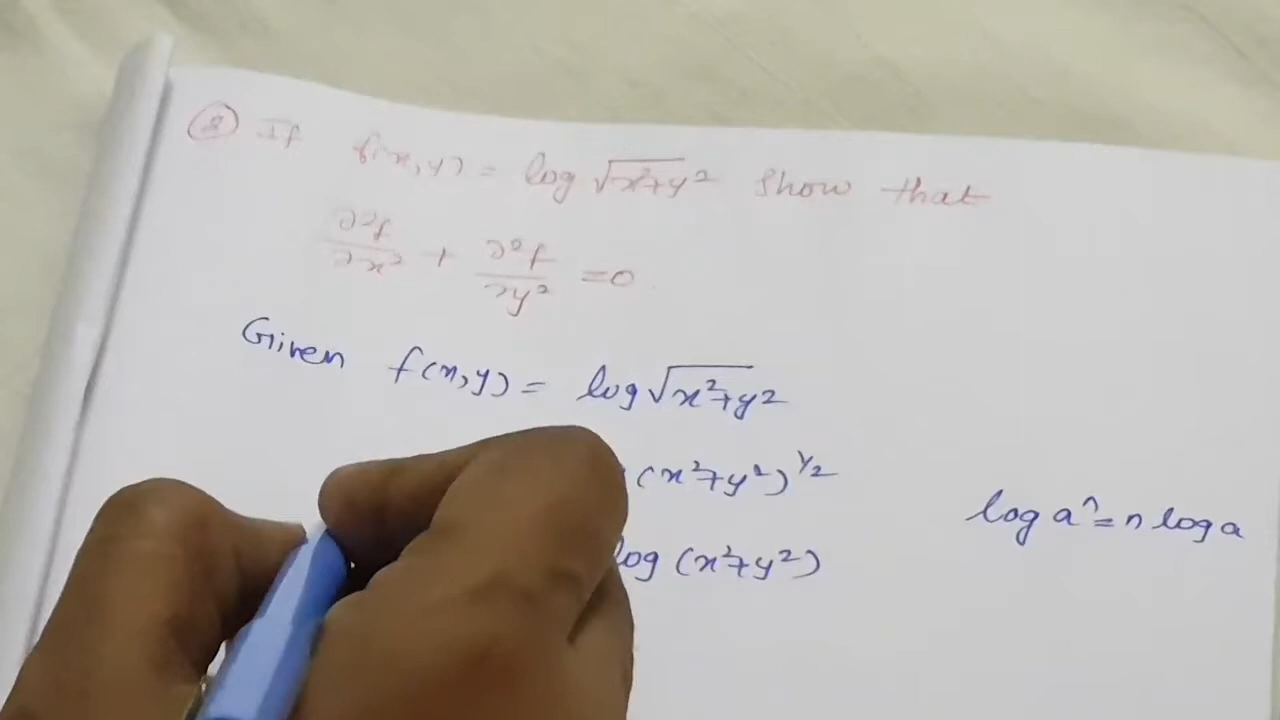 ② If f(x,y) = log √x²+y² show that
∂²f/∂x² + ∂²f/∂y² = 0
Given f(x,y) = log √x²+y²
(x²+y²)^1/2
log aⁿ = n log a
log (x²+y²)